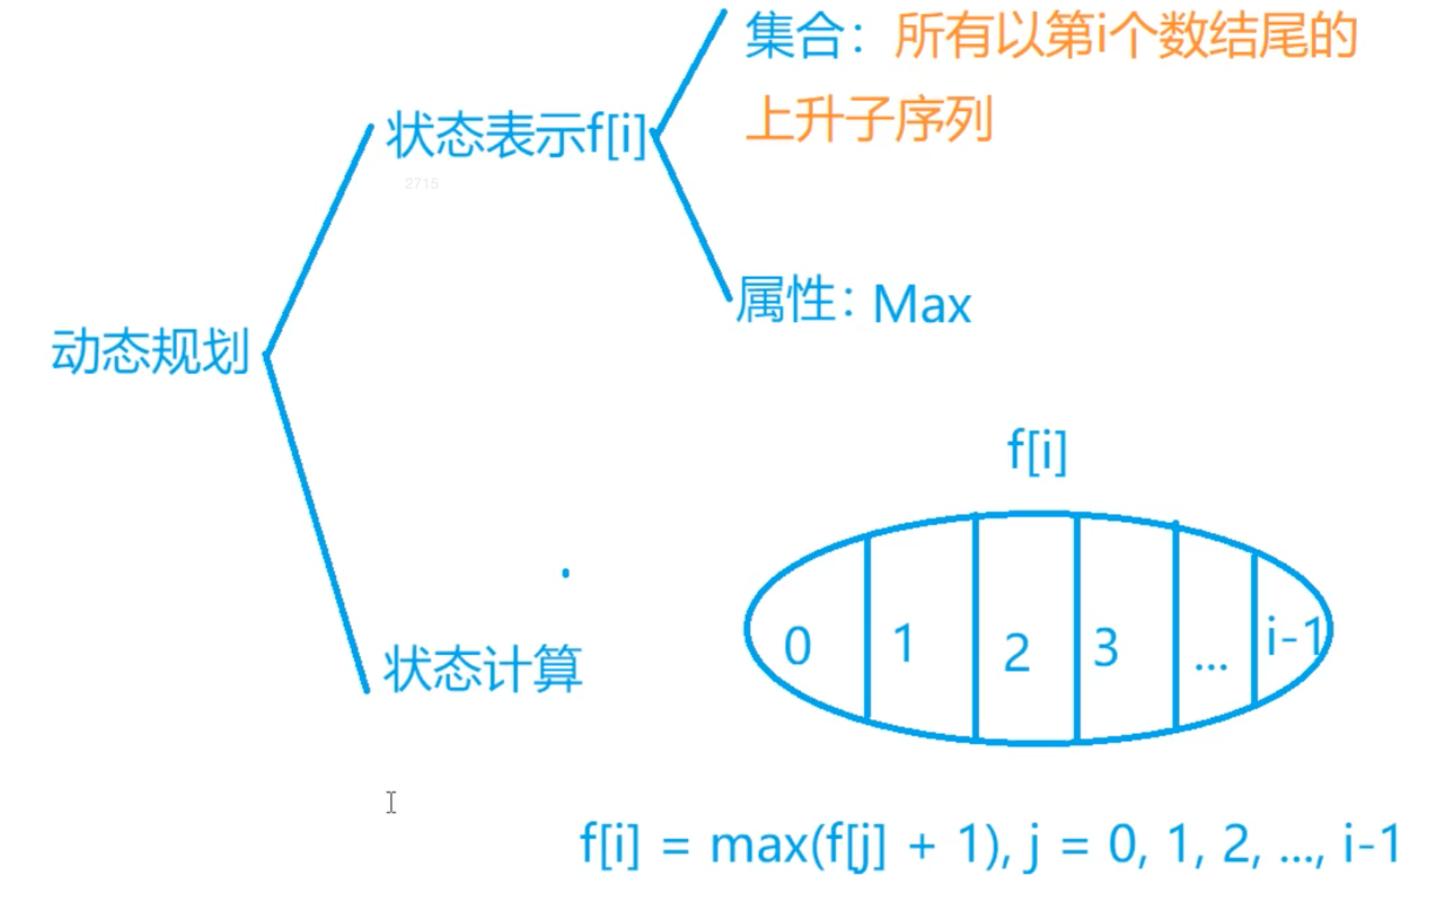 集合：所有以第i个数结尾的
上升子序列
状态表示f[i]
2715
属性：Max
动态规划
f[i]
0 1 2 3 ... i-1
状态计算
f[i] = max(f[j] + 1), j = 0, 1, 2, ..., i-1